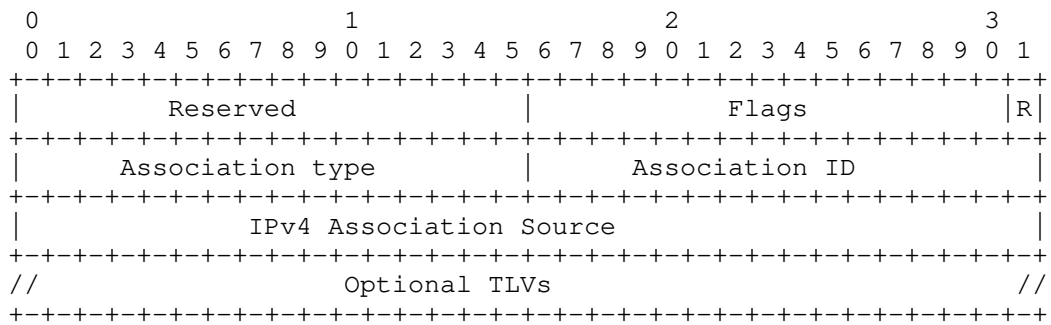 0                   1                   2                   3
 0 1 2 3 4 5 6 7 8 9 0 1 2 3 4 5 6 7 8 9 0 1 2 3 4 5 6 7 8 9 0 1
+-+-+-+-+-+-+-+-+-+-+-+-+-+-+-+-+-+-+-+-+-+-+-+-+-+-+-+-+-+-+-+-+
|         Reserved              |            Flags            |R|
+-+-+-+-+-+-+-+-+-+-+-+-+-+-+-+-+-+-+-+-+-+-+-+-+-+-+-+-+-+-+-+-+
|      Association type         |      Association ID           |
+-+-+-+-+-+-+-+-+-+-+-+-+-+-+-+-+-+-+-+-+-+-+-+-+-+-+-+-+-+-+-+-+
|              IPv4 Association Source                          |
+-+-+-+-+-+-+-+-+-+-+-+-+-+-+-+-+-+-+-+-+-+-+-+-+-+-+-+-+-+-+-+-+
//                   Optional TLVs                             //
+-+-+-+-+-+-+-+-+-+-+-+-+-+-+-+-+-+-+-+-+-+-+-+-+-+-+-+-+-+-+-+-+